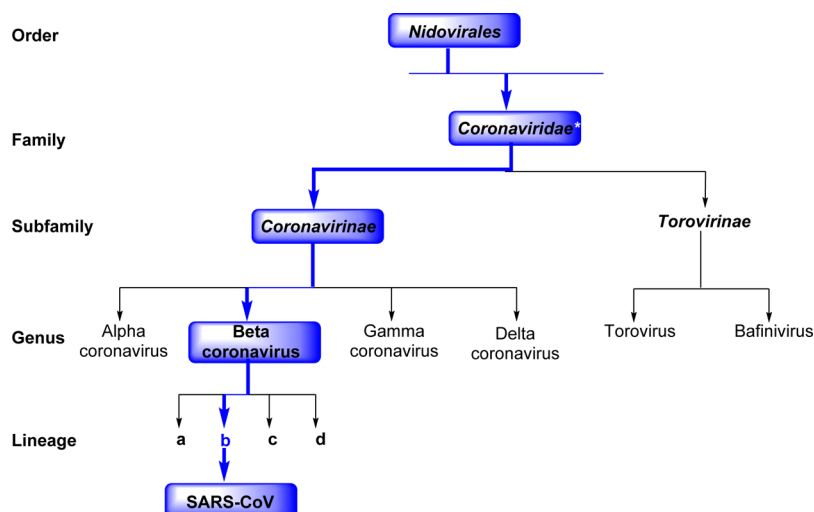 Order
Nidovirales
Family
Coronaviridae*
Subfamily
Coronavirinae
Torovirinae
Genus
Alpha
coronavirus
Beta
coronavirus
Gamma
coronavirus
Delta
coronavirus
Torovirus
Bafinivirus
Lineage
a b c d
SARS-CoV